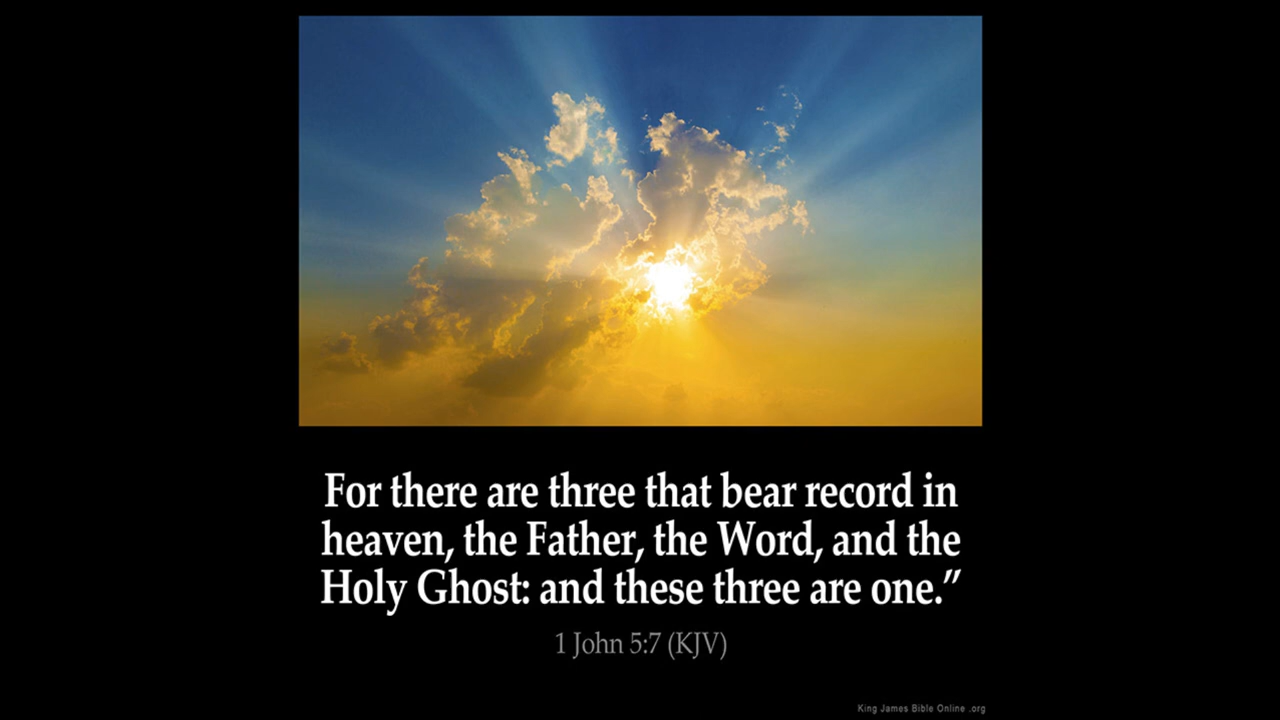 For there are three that bear record in
heaven, the Father, the Word, and the
Holy Ghost: and these three are one.”
1 John 5:7 (KJV)
King James Bible Online .org